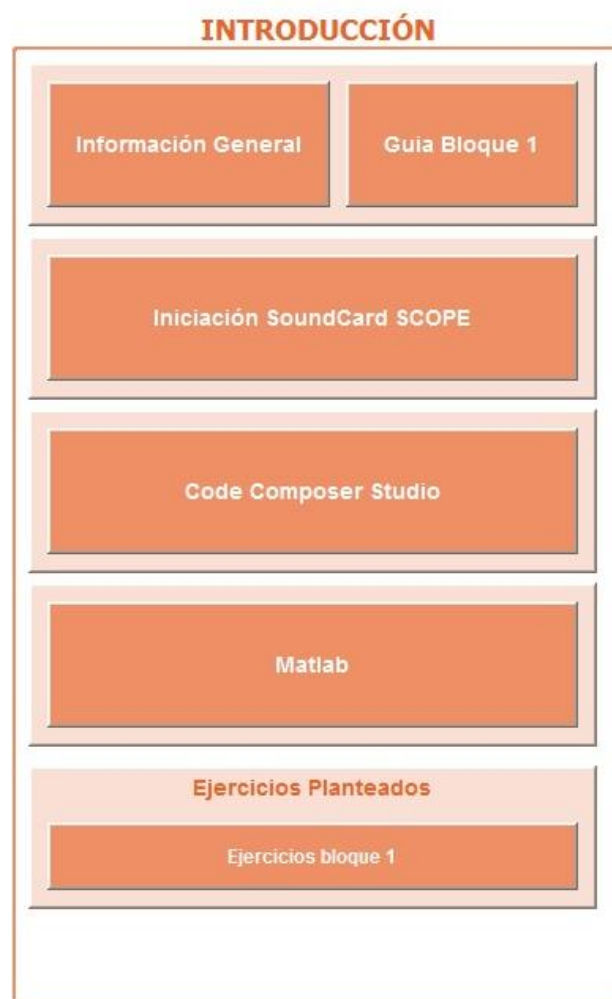 INTRODUCCIÓN
Información General
Guia Bloque 1
Iniciación SoundCard SCOPE
Code Composer Studio
Matlab
Ejercicios Planteados
Ejercicios bloque 1